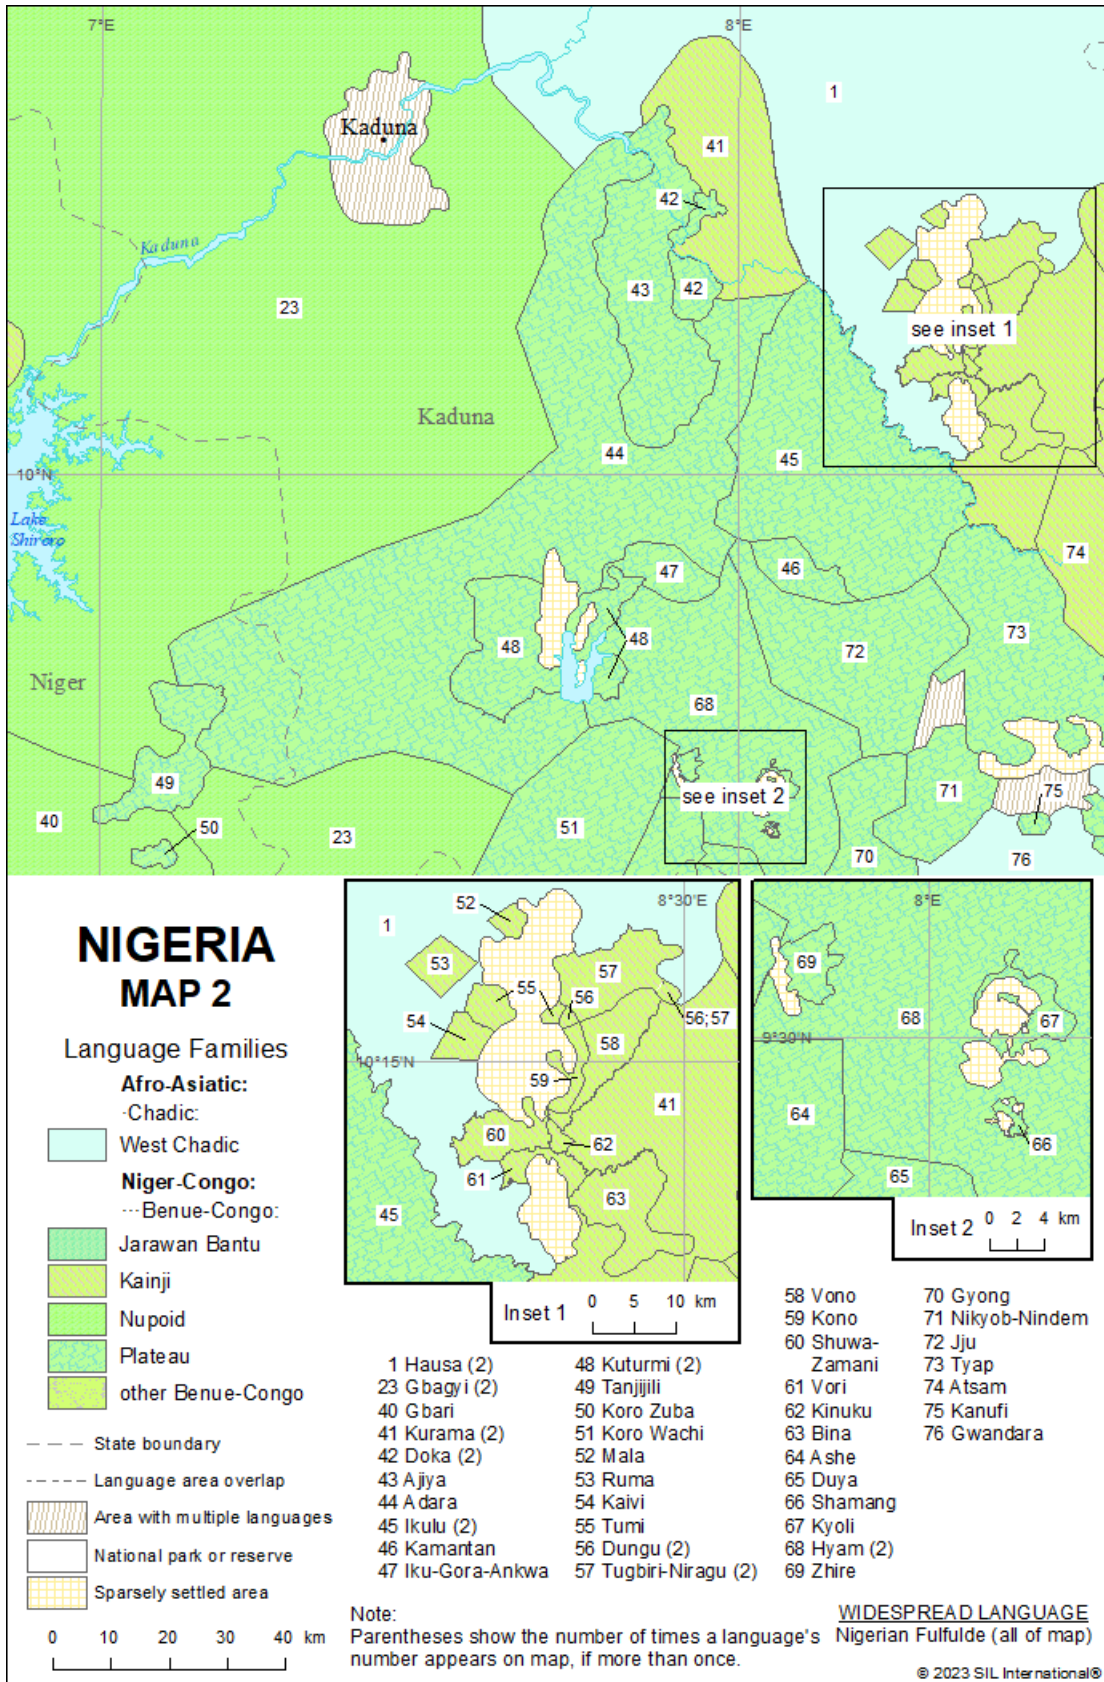 7°E
8°E
1
Kaduna
41
42
Kaduna
23
43
42
see inset 1
Kaduna
44
45
10°N
Lake
Shiroro
47
46
74
48
48
72
73
Niger
68
49
see inset 2
71
75
40
50
23
51
70
76
NIGERIA
MAP 2
Language Families
Afro-Asiatic:
Chadic:
West Chadic
Niger-Congo:
Benue-Congo:
Jarawan Bantu
Kainji
Nupoid
Plateau
other Benue-Congo
State boundary
Language area overlap
Area with multiple languages
National park or reserve
Sparsely settled area
0 10 20 30 40 km
8°30'E
52
1
53
57
55
56
54
56;57
58
10°15'N
59
41
60
62
61
63
45
Inset 1
0 5 10 km
8°E
69
68
67
9°30'N
64
66
65
Inset 2
0 2 4 km
1 Hausa (2)
23 Gbagyi (2)
40 Gbari
41 Kurama (2)
42 Doka (2)
43 Ajiya
44 Adara
45 Ikulu (2)
46 Kamantan
47 Iku-Gora-Ankwa
48 Kuturmi (2)
49 Tanjijili
50 Koro Zuba
51 Koro Wachi
52 Mala
53 Ruma
54 Kaivi
55 Tumi
56 Dungu (2)
57 Tugbiri-Niragu (2)
58 Vono
59 Kono
60 Shuwa-
Zamani
61 Vori
62 Kinuku
63 Bina
64 Ashe
65 Duya
66 Shamang
67 Kyoli
68 Hyam (2)
69 Zhire
70 Gyong
71 Nikyob-Nindem
72 Jju
73 Tyap
74 Atsam
75 Kanufi
76 Gwandara
Note:
Parentheses show the number of times a language's
number appears on map, if more than once.
WIDESPREAD LANGUAGE
Nigerian Fulfulde (all of map)
© 2023 SIL International®